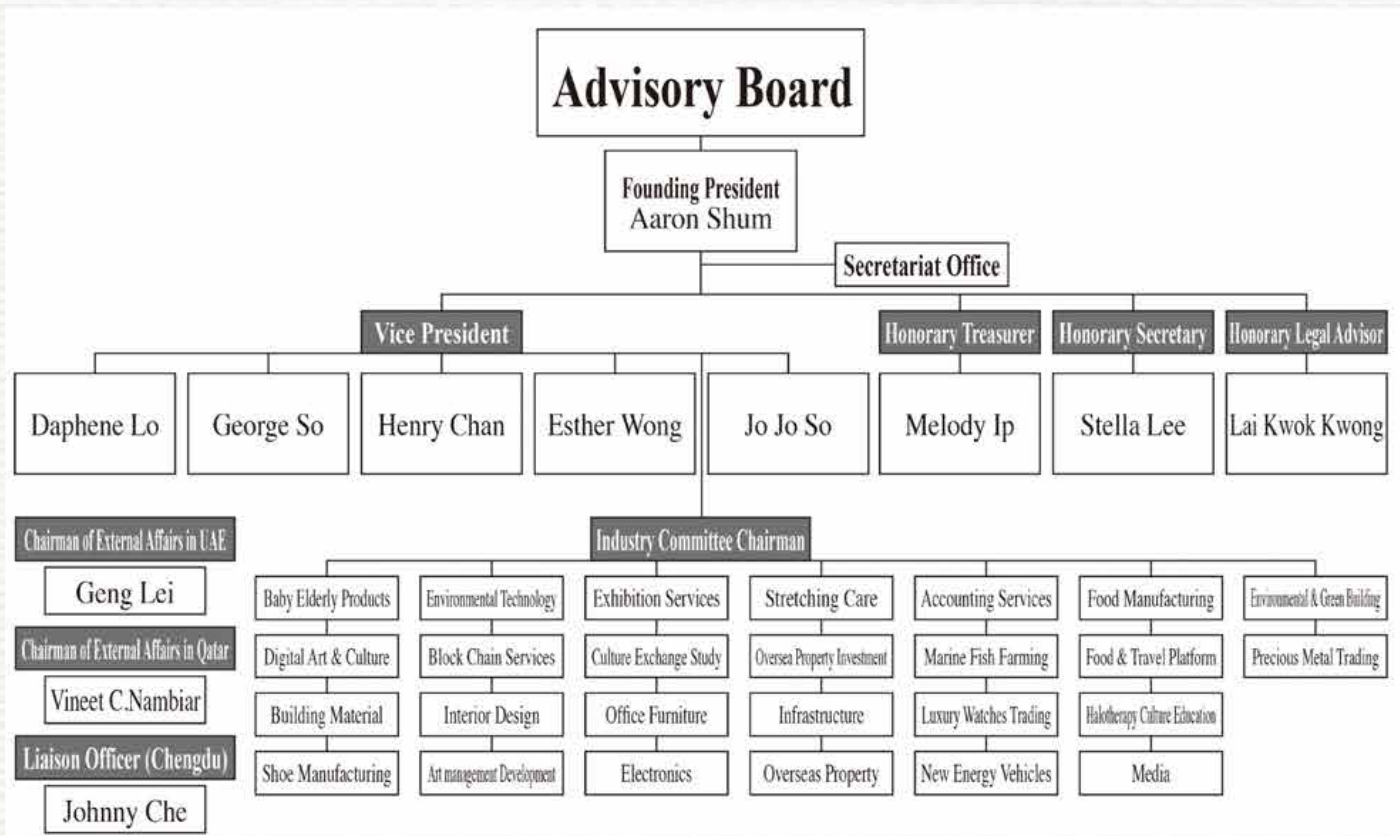 Advisory Board
Founding President
Aaron Shum
Secretariat Office
Vice President
Honorary Treasurer
Honorary Secretary
Honorary Legal Advisor
Daphene Lo
George So
Henry Chan
Esther Wong
Jo Jo So
Melody Ip
Stella Lee
Lai Kwok Kwong
Chairman of External Affairs in UAE
Geng Lei
Chairman of External Affairs in Qatar
Vineet C.Nambiar
Liaison Officer (Chengdu)
Johnny Che
Industry Committee Chairman
Baby Elderly Products
Environmental Technology
Exhibition Services
Stretching Care
Accounting Services
Food Manufacturing
Environmental & Green Building
Digital Art & Culture
Block Chain Services
Culture Exchange Study
Oversea Property Investment
Marine Fish Farming
Food & Travel Platform
Precious Metal Trading
Building Material
Interior Design
Office Furniture
Infrastructure
Luxury Watches Trading
Halotherapy Culture Education
Shoe Manufacturing
Art management Development
Electronics
Overseas Property
New Energy Vehicles
Media